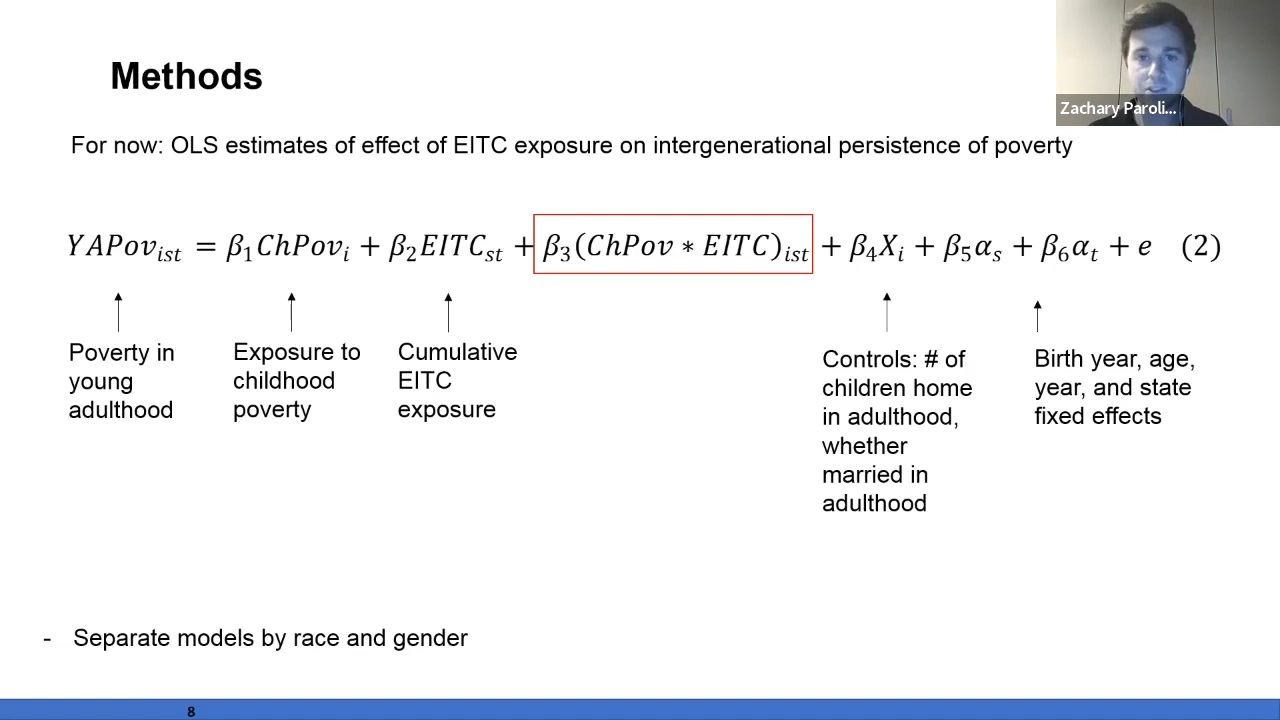 Methods
Zachary Paroli...
For now: OLS estimates of effect of EITC exposure on intergenerational persistence of poverty
YAPov_ist = β₁ChPov_i + β₂EITC_st + β₃(ChPov ∗ EITC)_ist + β₄X_i + β₅α_s + β₆α_t + e (2)
Poverty in
young
adulthood
Exposure to
childhood
poverty
Cumulative
EITC
exposure
Controls: # of
children home
in adulthood,
whether
married in
adulthood
Birth year, age,
year, and state
fixed effects
- Separate models by race and gender
8